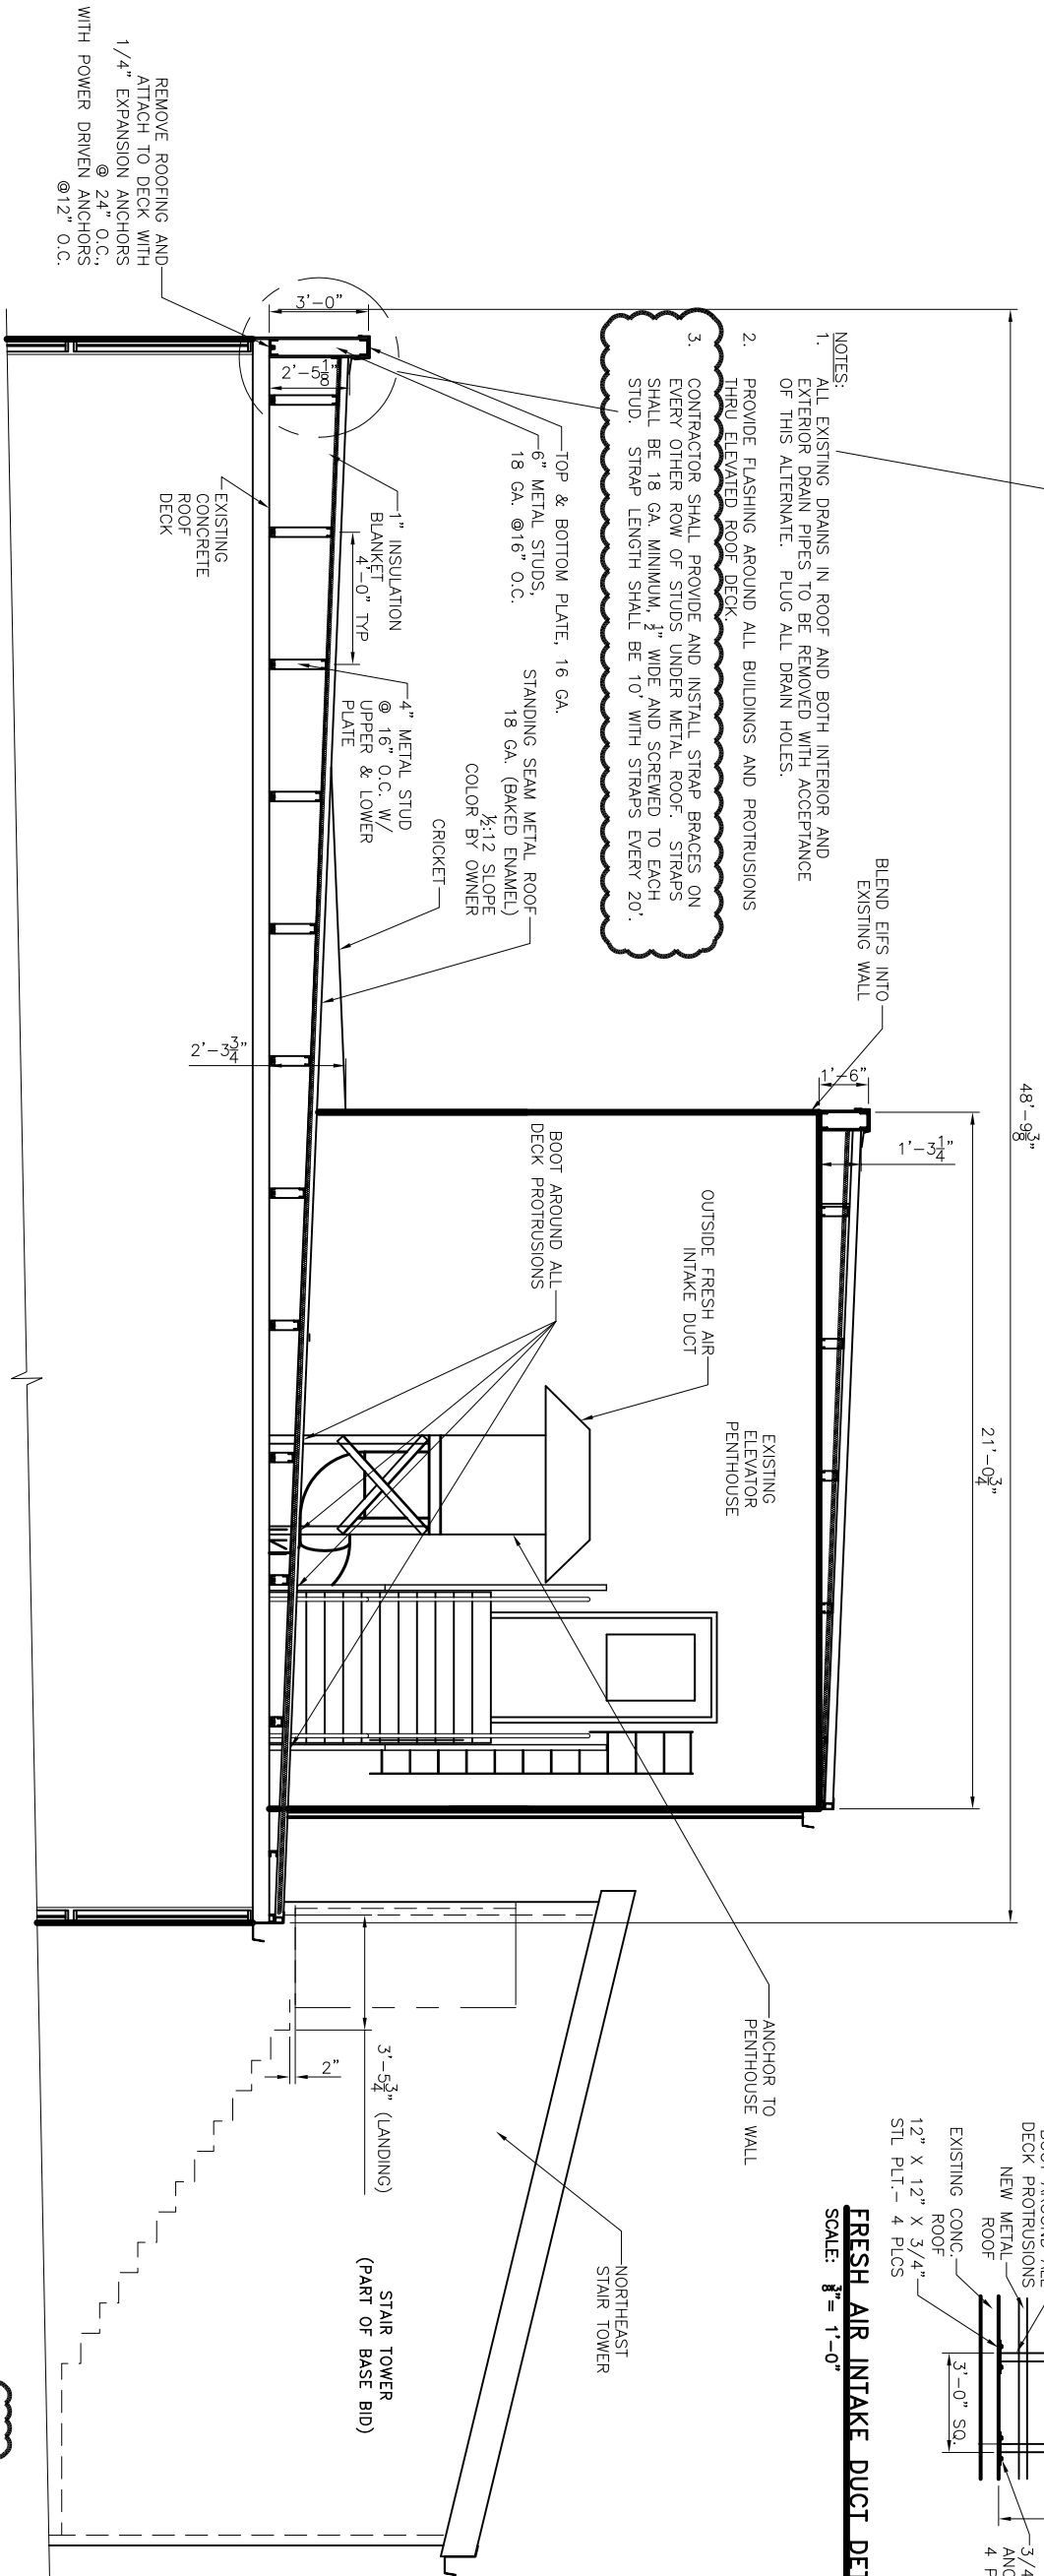 48'-9 3/8"
21'-0 3/4"
NOTES:
1. ALL EXISTING DRAINS IN ROOF AND BOTH INTERIOR AND
EXTERIOR DRAIN PIPES TO BE REMOVED WITH ACCEPTANCE
OF THIS ALTERNATE. PLUG ALL DRAIN HOLES.
2. PROVIDE FLASHING AROUND ALL BUILDINGS AND PROTRUSIONS
THRU ELEVATED ROOF DECK.
3. CONTRACTOR SHALL PROVIDE AND INSTALL STRAP BRACES ON
EVERY OTHER ROW OF STUDS UNDER METAL ROOF. STRAPS
SHALL BE 18 GA. MINIMUM, 1/2" WIDE AND SCREWED TO EACH
STUD. STRAP LENGTH SHALL BE 10' WITH STRAPS EVERY 20'.
BLEND EIFS INTO
EXISTING WALL
1'-6"
1'-3 1/4"
TOP & BOTTOM PLATE, 16 GA.
6" METAL STUDS,
18 GA. @16" O.C.
STANDING SEAM METAL ROOF
18 GA. (BAKED ENAMEL)
½:12 SLOPE
COLOR BY OWNER
CRICKET
1" INSULATION
BLANKET
4'-0" TYP
4" METAL STUD
@ 16" O.C. W/
UPPER & LOWER
PLATE
3'-0"
2'-5 1/8"
2'-3 3/4"
EXISTING
CONCRETE
ROOF
DECK
REMOVE ROOFING AND
ATTACH TO DECK WITH
1/4" EXPANSION ANCHORS
@ 24" O.C.,
WITH POWER DRIVEN ANCHORS
@12" O.C.
EXISTING
ELEVATOR
PENTHOUSE
OUTSIDE FRESH AIR
INTAKE DUCT
BOOT AROUND ALL
DECK PROTRUSIONS
ANCHOR TO
PENTHOUSE WALL
NORTHEAST
STAIR TOWER
3'-5 3/4" (LANDING)
2"
STAIR TOWER
(PART OF BASE BID)
DECK PROTRUSIONS
NEW METAL
ROOF
EXISTING CONC.
ROOF
12" X 12" X 3/4"
STL PLT.- 4 PLCS
3'-0" SQ.
3/4
4
FRESH AIR INTAKE DUCT
SCALE: 3/8"= 1'-0"